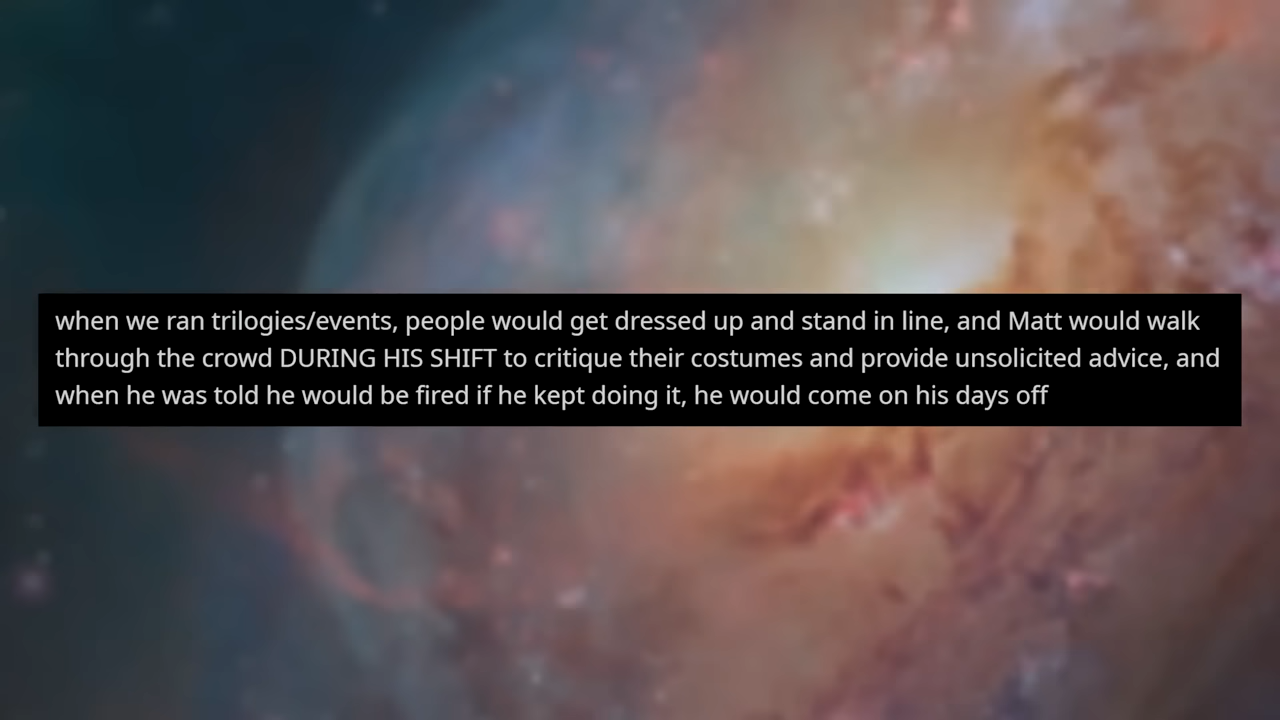 when we ran trilogies/events, people would get dressed up and stand in line, and Matt would walk
through the crowd DURING HIS SHIFT to critique their costumes and provide unsolicited advice, and
when he was told he would be fired if he kept doing it, he would come on his days off